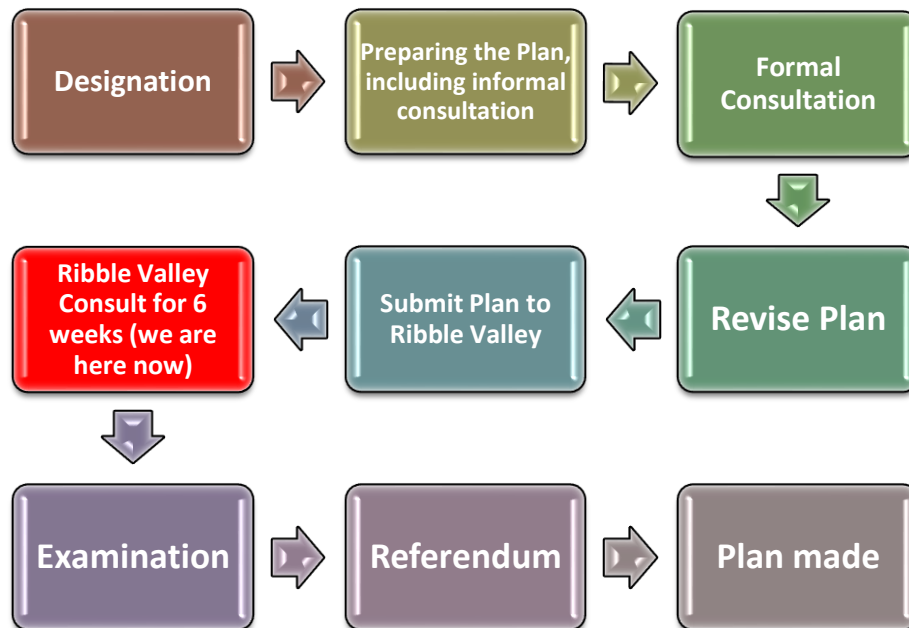 Designation
Preparing the Plan,
including informal
consultation
Formal
Consultation
Revise Plan
Submit Plan to
Ribble Valley
Ribble Valley
Consult for 6
weeks (we are
here now)
Examination
Referendum
Plan made